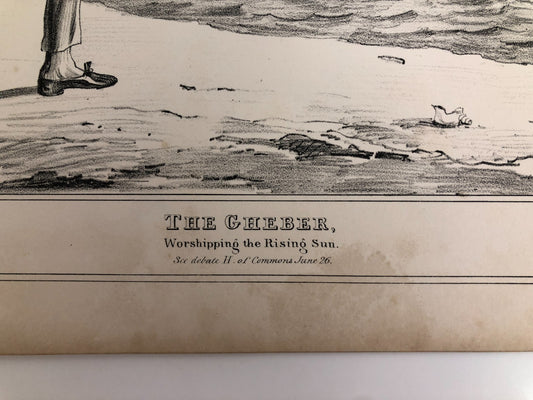 THE GHEBER,
Worshipping the Rising Sun.
See debate H. of Commons June 26.